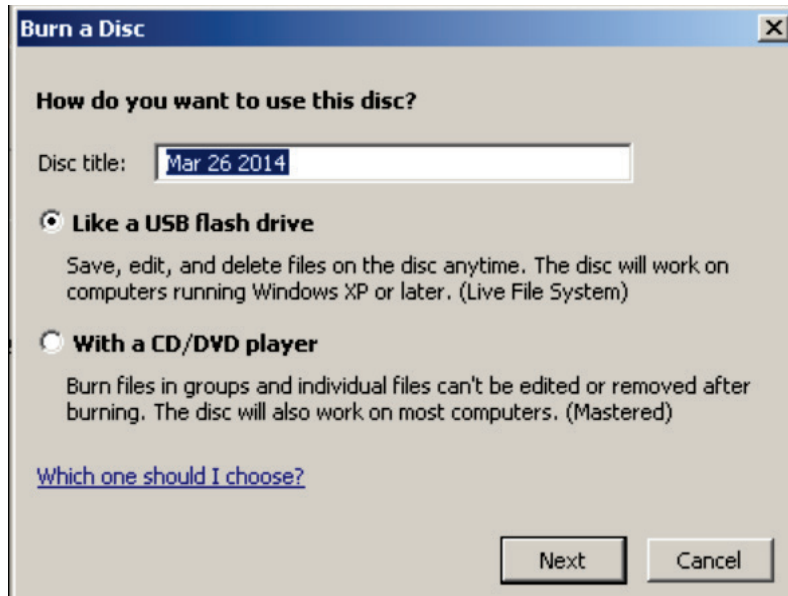 Burn a Disc
How do you want to use this disc?
Disc title: Mar 26 2014
Like a USB flash drive
Save, edit, and delete files on the disc anytime. The disc will work on
computers running Windows XP or later. (Live File System)
With a CD/DVD player
Burn files in groups and individual files can't be edited or removed after
burning. The disc will also work on most computers. (Mastered)
Which one should I choose?
Next Cancel